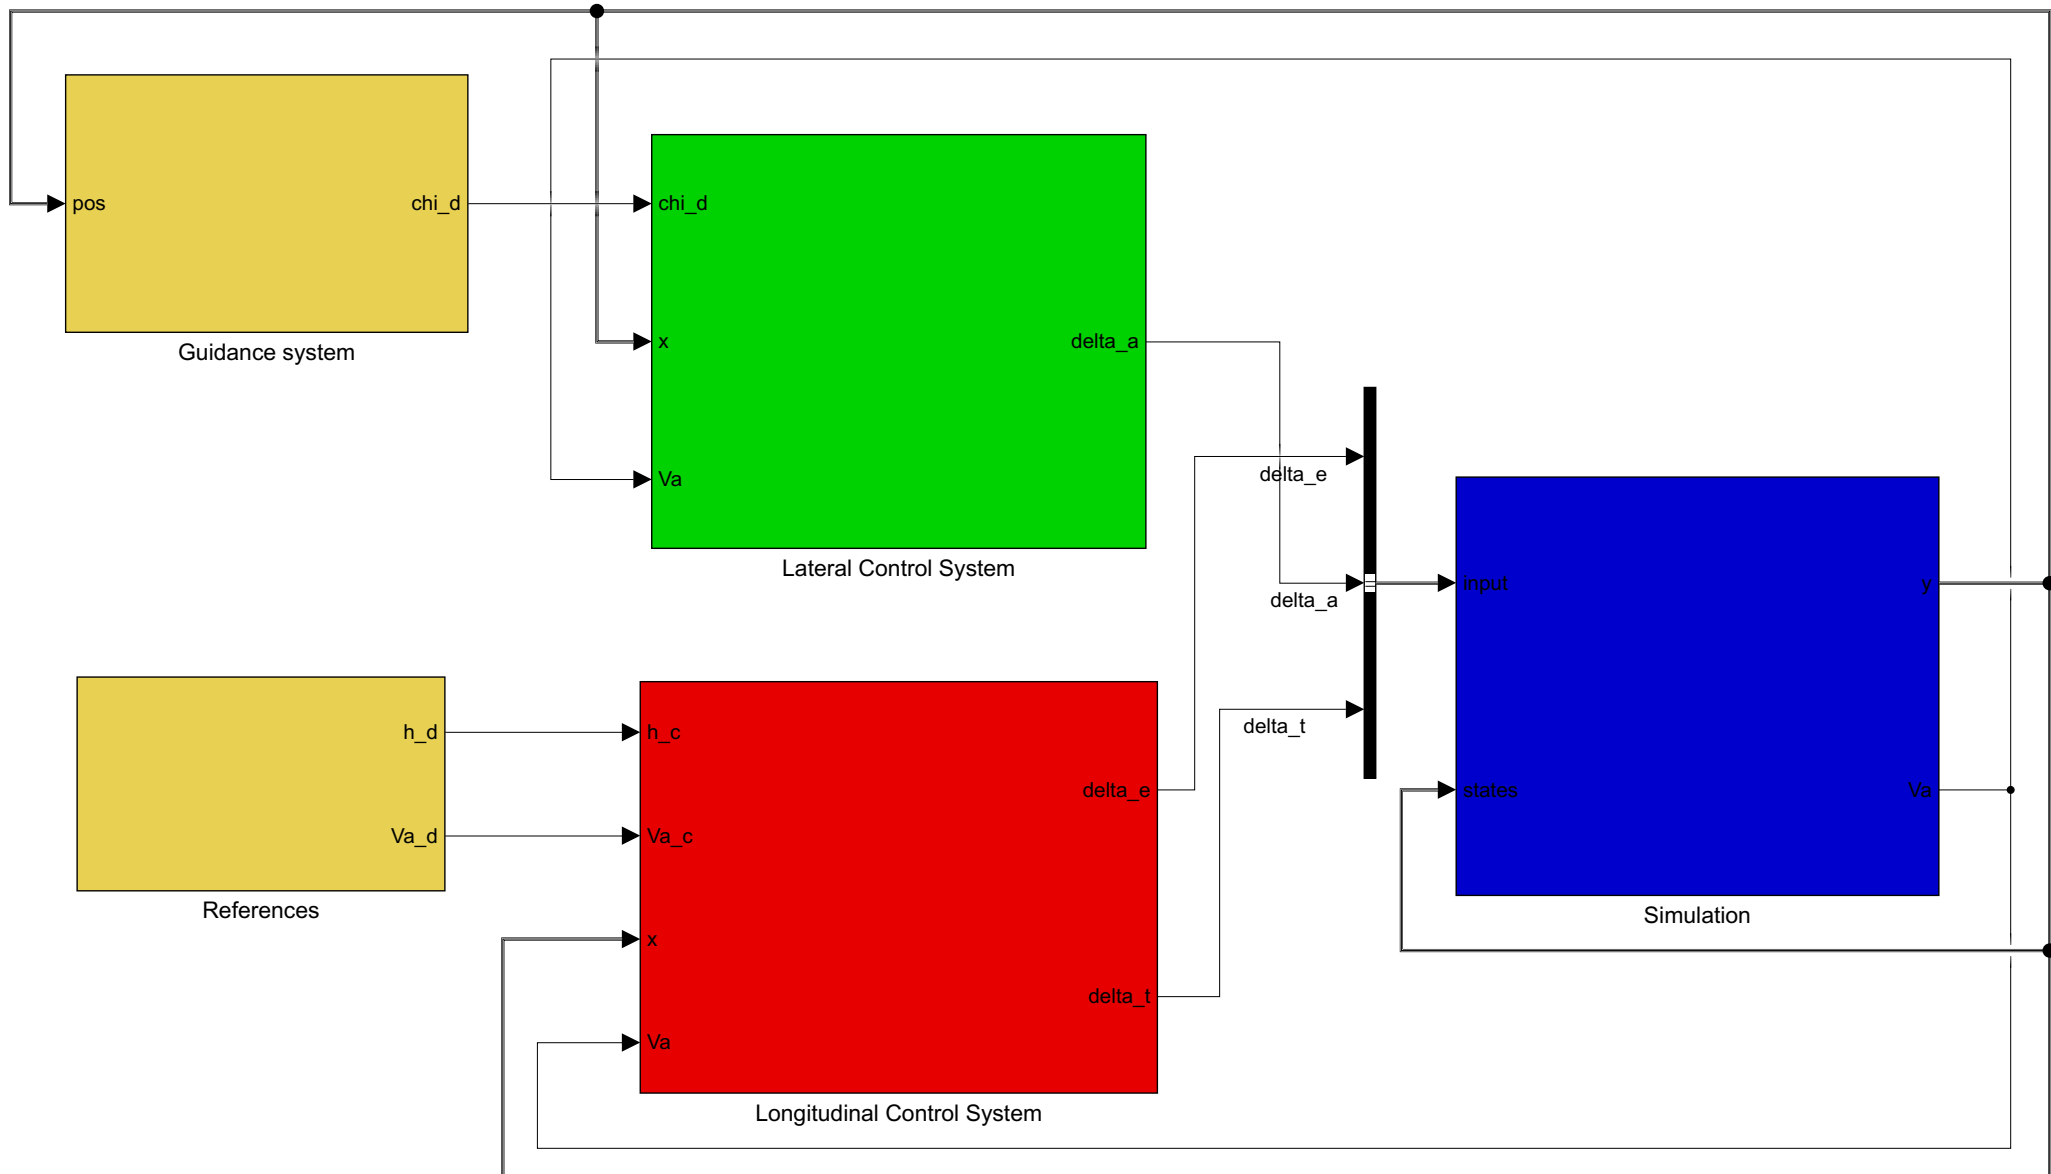 pos
chi_d
Guidance system
chi_d
x
Va
delta_a
Lateral Control System
delta_e
delta_a
delta_t
input
states
y
Va
Simulation
h_d
Va_d
References
h_c
Va_c
x
Va
delta_e
delta_t
Longitudinal Control System